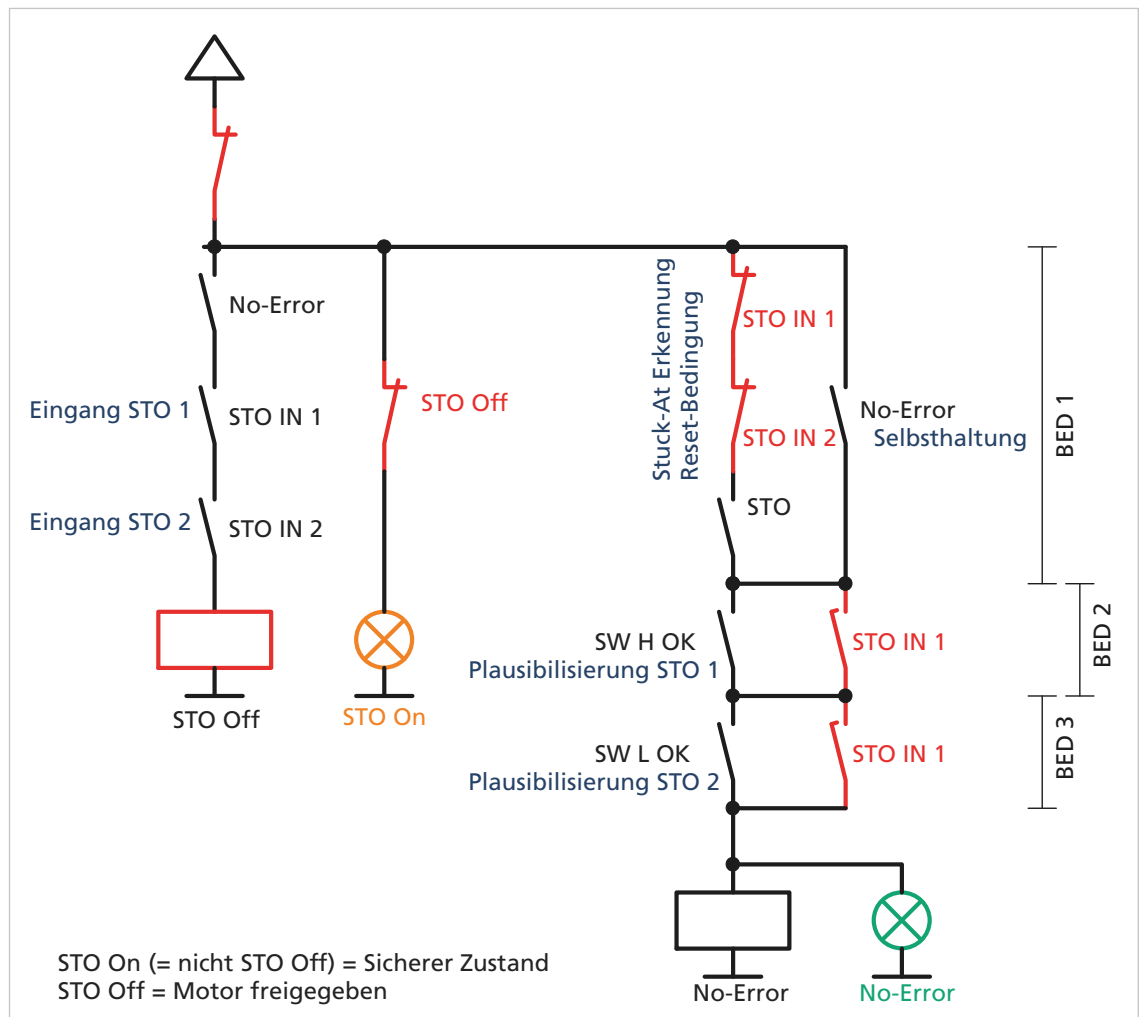 No-Error
Eingang STO 1
STO IN 1
Eingang STO 2
STO IN 2
STO Off
STO Off
STO On
Stuck-At Erkennung
Reset-Bedingung
STO IN 1
STO IN 2
STO
No-Error
Selbsthaltung
BED 1
SW H OK
Plausibilisierung STO 1
STO IN 1
BED 2
SW L OK
Plausibilisierung STO 2
STO IN 1
BED 3
No-Error
No-Error
STO On (= nicht STO Off) = Sicherer Zustand
STO Off = Motor freigegeben